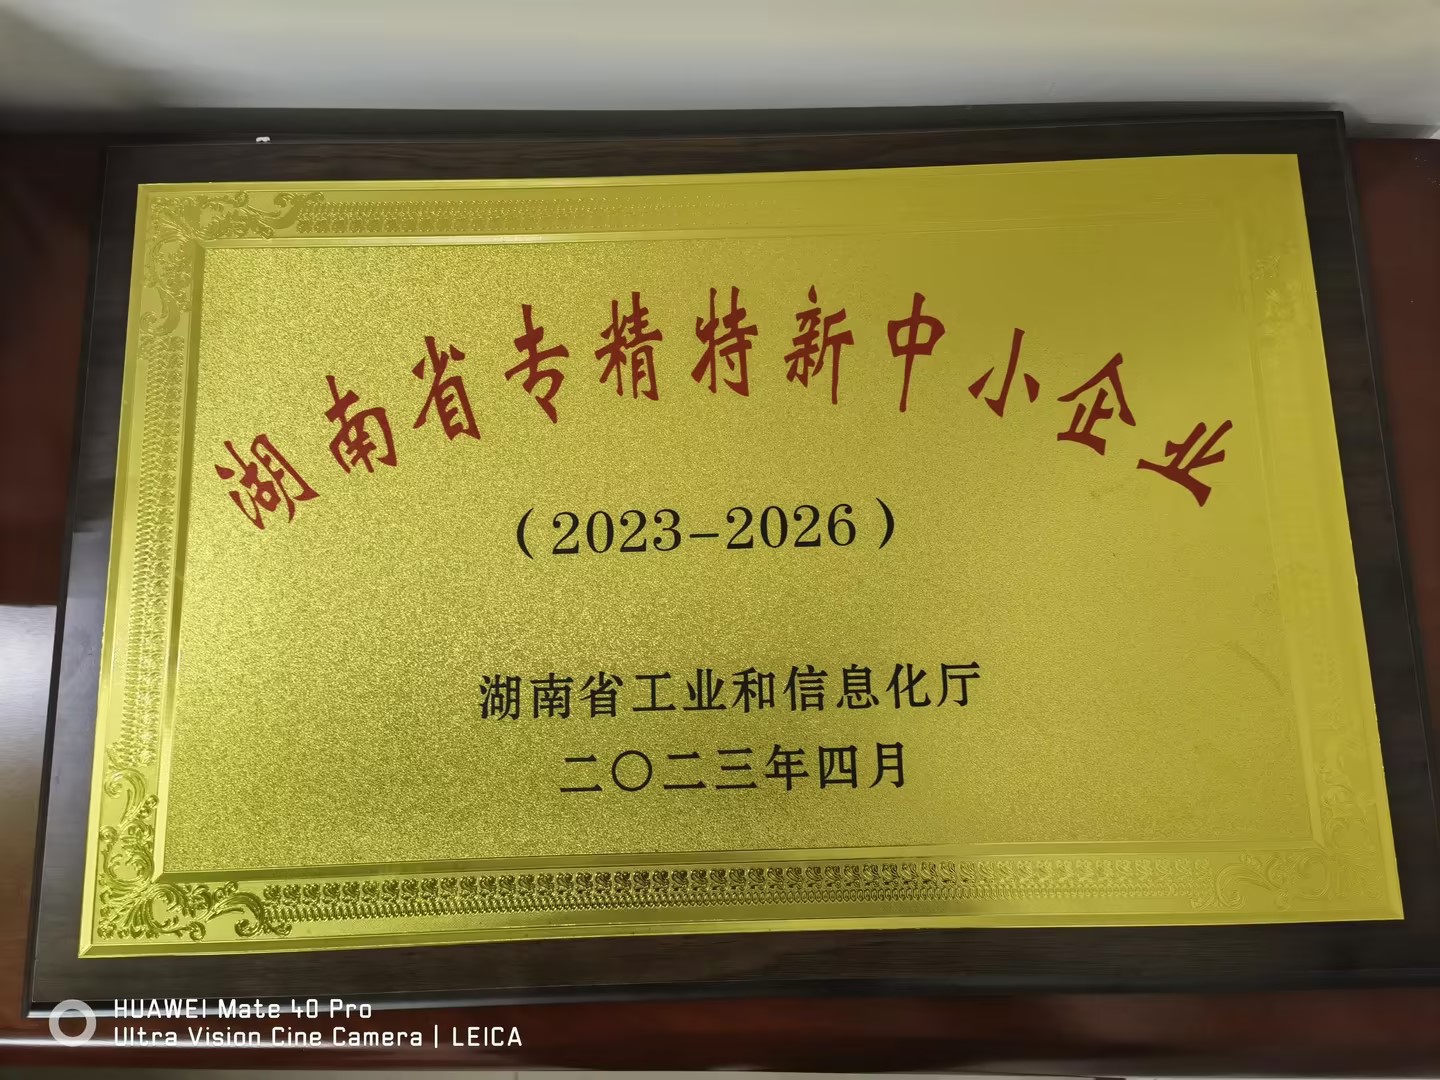 湖南省专精特新中小企业
（2023-2026）
湖南省工业和信息化厅
二〇二三年四月
HUAWEI Mate 40 Pro
Ultra Vision Cine Camera | LEICA